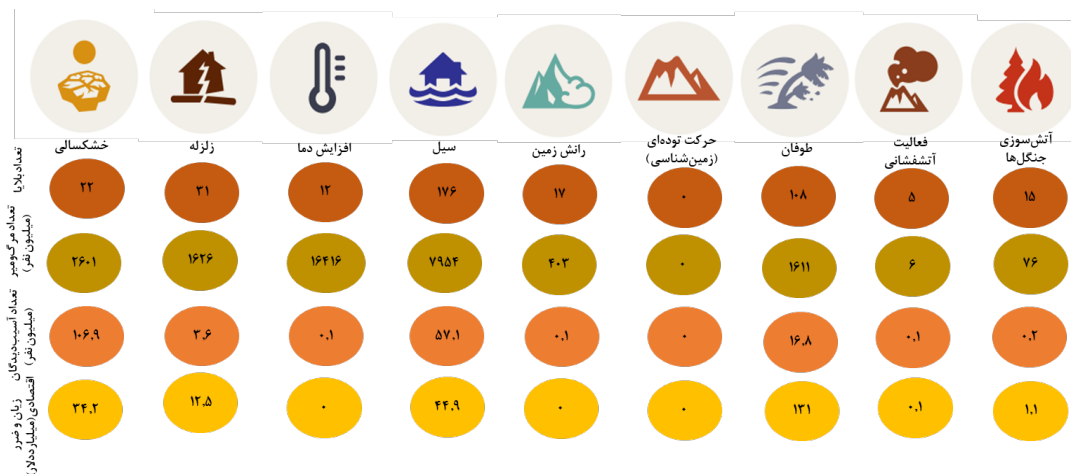 خشکسالی
زلزله
افزایش دما
سیل
رانش زمین
حرکت توده‌ای
(زمین‌شناسی)
طوفان
فعالیت
آتشفشانی
آتش‌سوزی
جنگل‌ها
تعداد بلایا
۲۲
۳۱
۱۲
۱۷۶
۱۷
۰
۱۰۸
۵
۱۵
تعداد مرگ‌ومیر
(میلیون نفر)
۲۶۰۱
۱۶۲۶
۱۶۴۱۶
۷۹۵۴
۴۰۳
۰
۱۶۱۱
۶
۷۶
تعداد آسیب‌دیدگان
(میلیون نفر)
۱۰۶.۹
۳.۶
۰.۱
۵۷.۱
۰.۱
۰
۱۶.۸
۰.۱
۰.۲
زیان و ضرر
اقتصادی (میلیارد دلار)
۳۴.۲
۱۲.۵
۰
۴۴.۹
۰
۰
۱۳۱
۰.۱
۱.۱